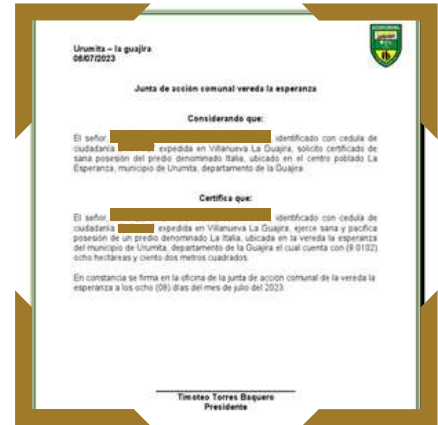 Urumita – la guajira
08/07/2023
Junta de acción comunal vereda la esperanza
Considerando que:
El señor, identificado con cedula de
ciudadanía expedida en Villanueva La Guajira, solicito certificado de
sana posesión del predio denominado Italia, ubicado en el centro poblado La
Esperanza, municipio de Urumita, departamento de la Guajira.
Certifica que:
El señor, identificado con cedula de
ciudadanía expedida en Villanueva La Guajira, ejerce sana y pacifica
posesión de un predio denominado La Italia, ubicada en la vereda la esperanza
del municipio de Urumita, departamento de la Guajira el cual cuenta con (8.0102)
ocho hectáreas y ciento dos metros cuadrados.
En constancia se firma en la oficina de la junta de acción comunal de la vereda la
esperanza a los ocho (08) días del mes de julio del 2023.
Timoteo Torres Baquero
Presidente